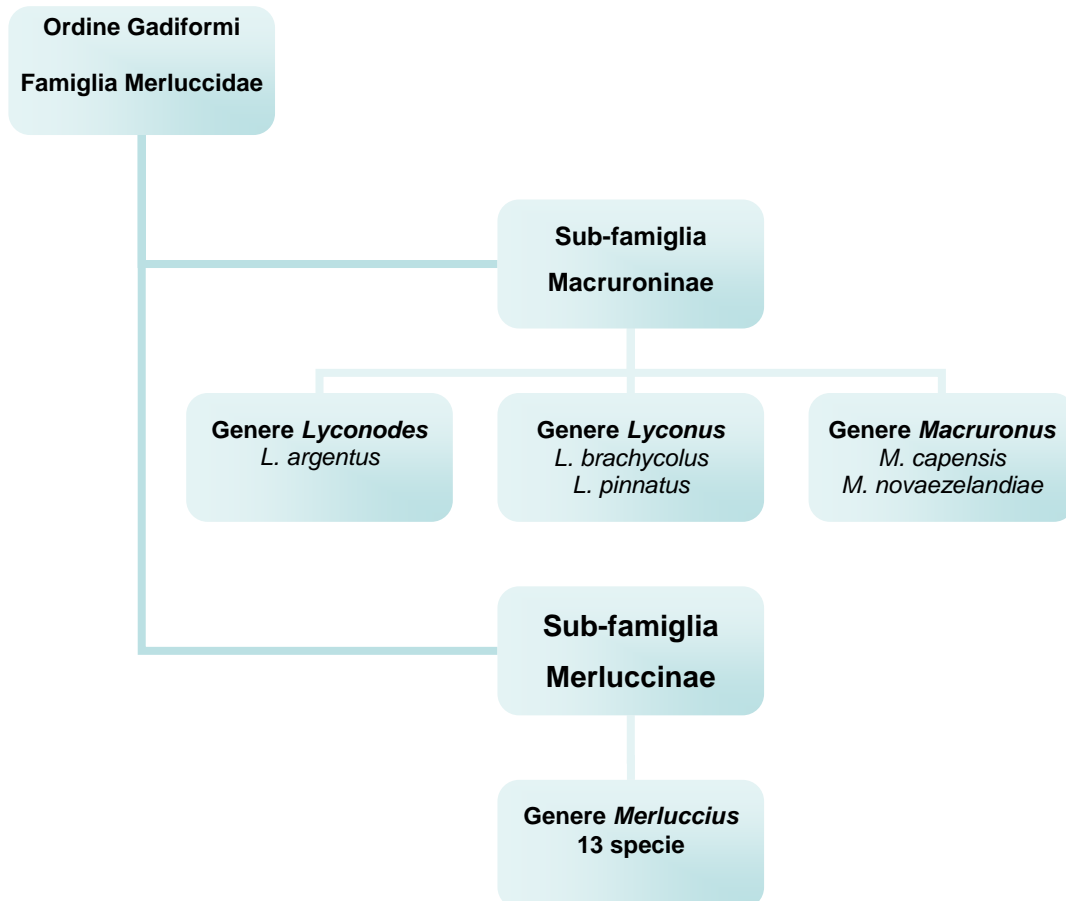 Ordine Gadiformi
Famiglia Merluccidae
Sub-famiglia
Macruroninae
Genere Lyconodes
L. argentus
Genere Lyconus
L. brachycolus
L. pinnatus
Genere Macruronus
M. capensis
M. novaezelandiae
Sub-famiglia
Merluccinae
Genere Merluccius
13 specie